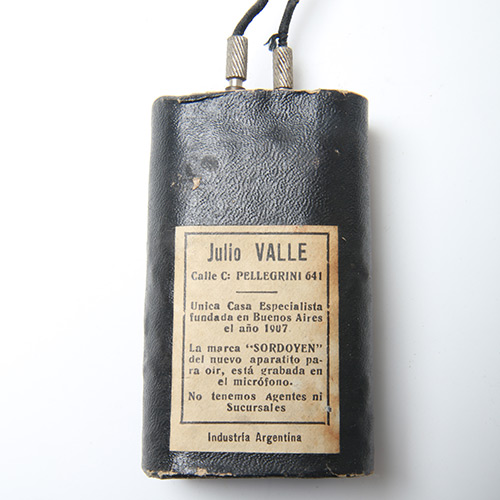 Julio VALLE
Calle C: PELLEGRINI 641
Unica Casa Especialista
fundada en Buenos Aires
el año 1907
La marca "SORDOYEN"
del nuevo aparatito pa-
ra oir, está grabada en
el micrófono.
No tenemos Agentes ni
Sucursales
Industria Argentina